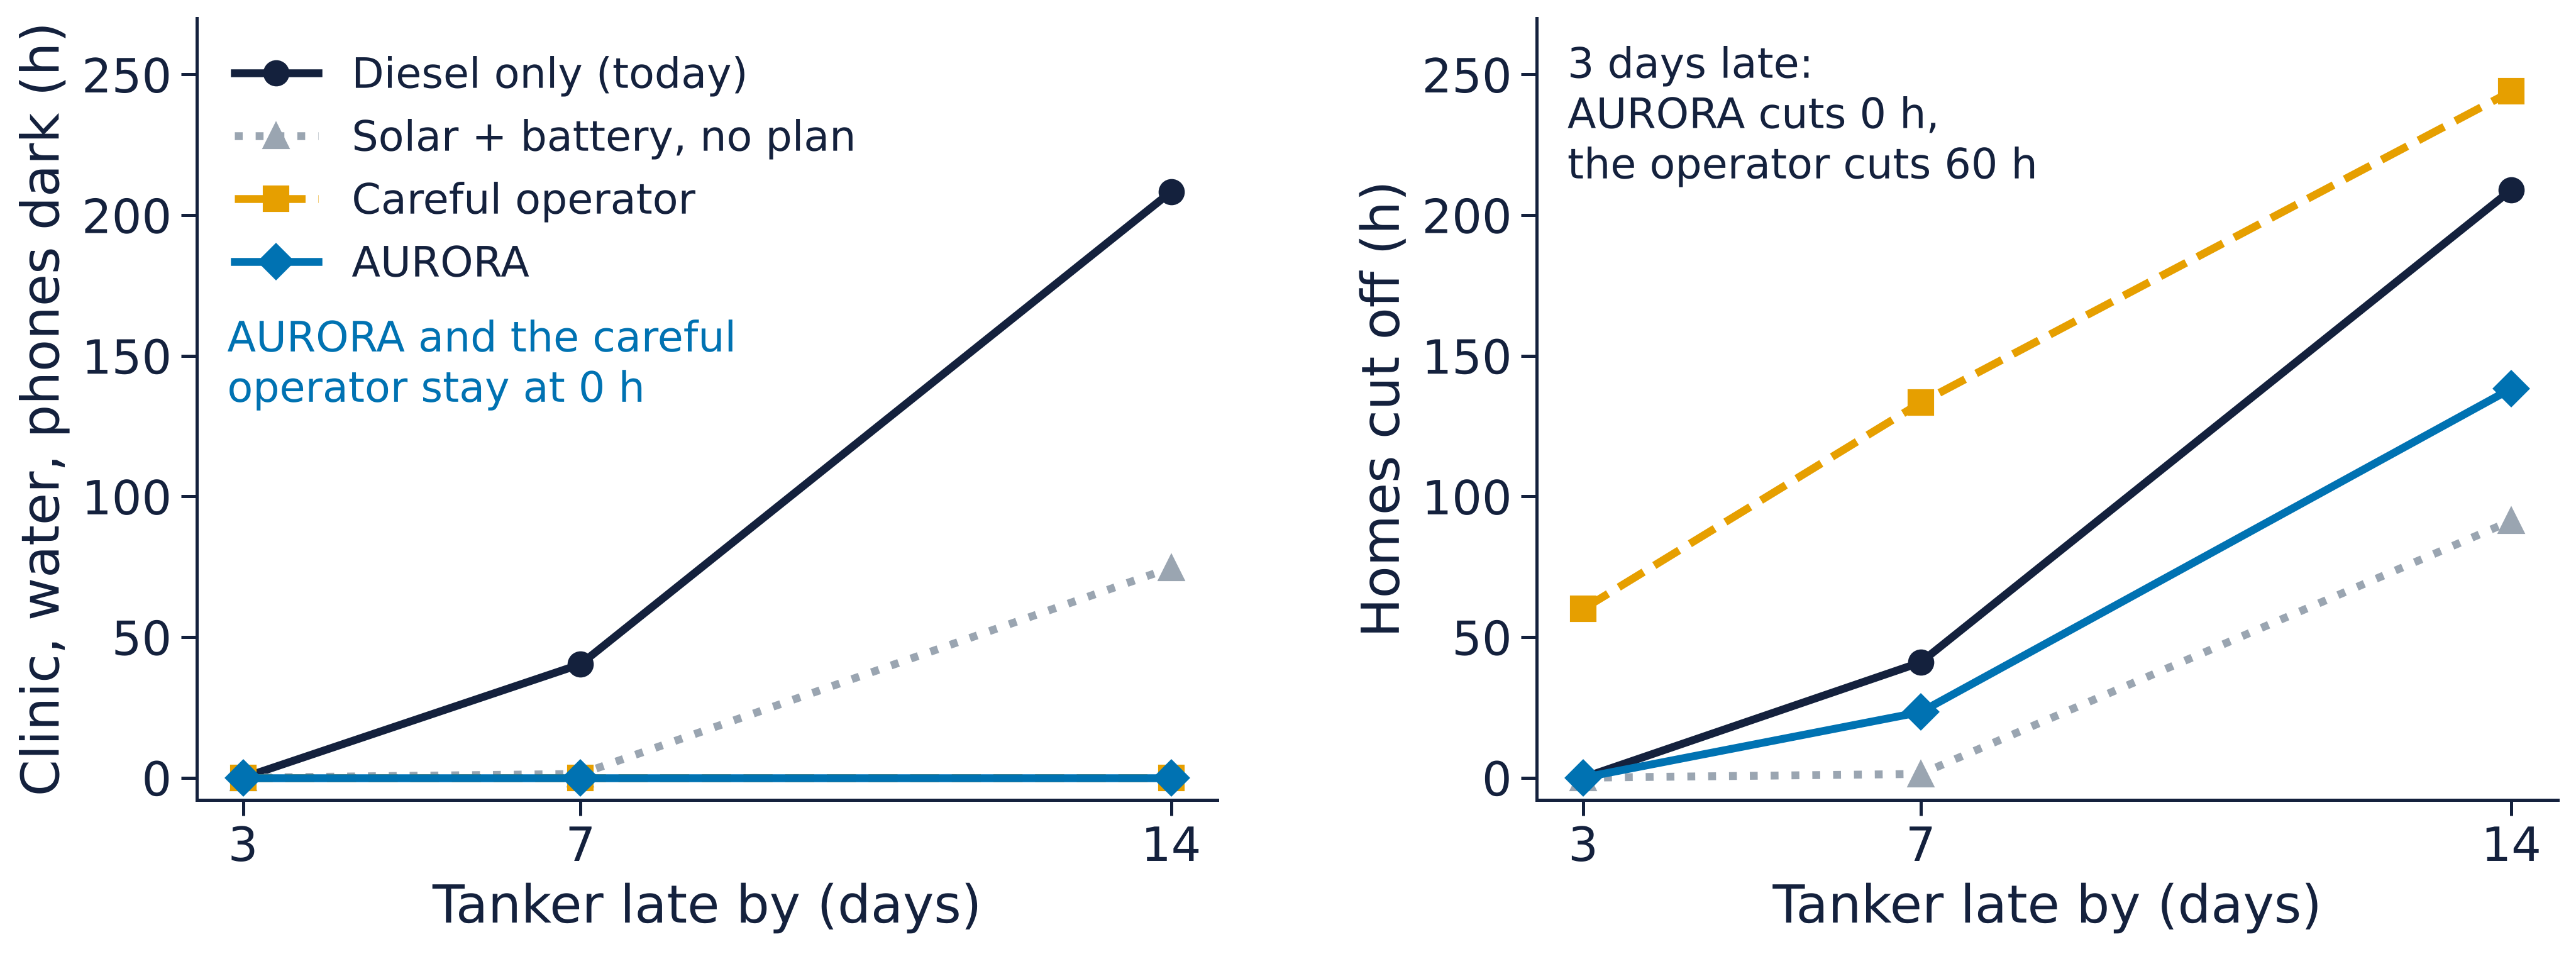 Clinic, water, phones dark (h)
250
200
150
100
50
0
Diesel only (today)
Solar + battery, no plan
Careful operator
AURORA
AURORA and the careful
operator stay at 0 h
3
7
14
Tanker late by (days)
Homes cut off (h)
250
200
150
100
50
0
3 days late:
AURORA cuts 0 h,
the operator cuts 60 h
3
7
14
Tanker late by (days)